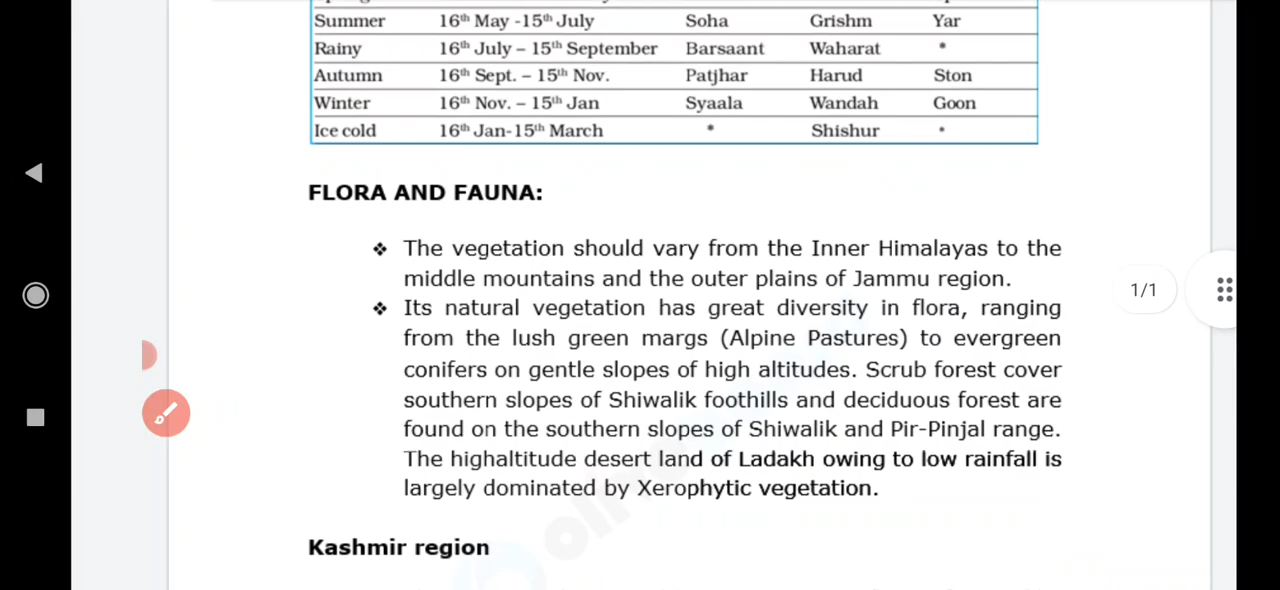 Summer 16th May -15th July Soha Grishm Yar
Rainy 16th July – 15th September Barsaant Waharat *
Autumn 16th Sept. – 15th Nov. Patjhar Harud Ston
Winter 16th Nov. – 15th Jan Syaala Wandah Goon
Ice cold 16th Jan-15th March * Shishur *
FLORA AND FAUNA:
❖ The vegetation should vary from the Inner Himalayas to the
middle mountains and the outer plains of Jammu region.
❖ Its natural vegetation has great diversity in flora, ranging
from the lush green margs (Alpine Pastures) to evergreen
conifers on gentle slopes of high altitudes. Scrub forest cover
southern slopes of Shiwalik foothills and deciduous forest are
found on the southern slopes of Shiwalik and Pir-Pinjal range.
The highaltitude desert land of Ladakh owing to low rainfall is
largely dominated by Xerophytic vegetation.
Kashmir region
1/1